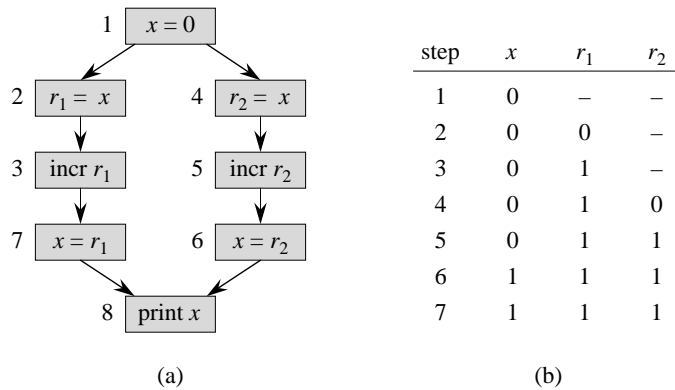 1 x = 0
2 r₁ = x 4 r₂ = x
3 incr r₁ 5 incr r₂
7 x = r₁ 6 x = r₂
8 print x
(a)
step x r₁ r₂
1 0 – –
2 0 0 –
3 0 1 –
4 0 1 0
5 0 1 1
6 1 1 1
7 1 1 1
(b)